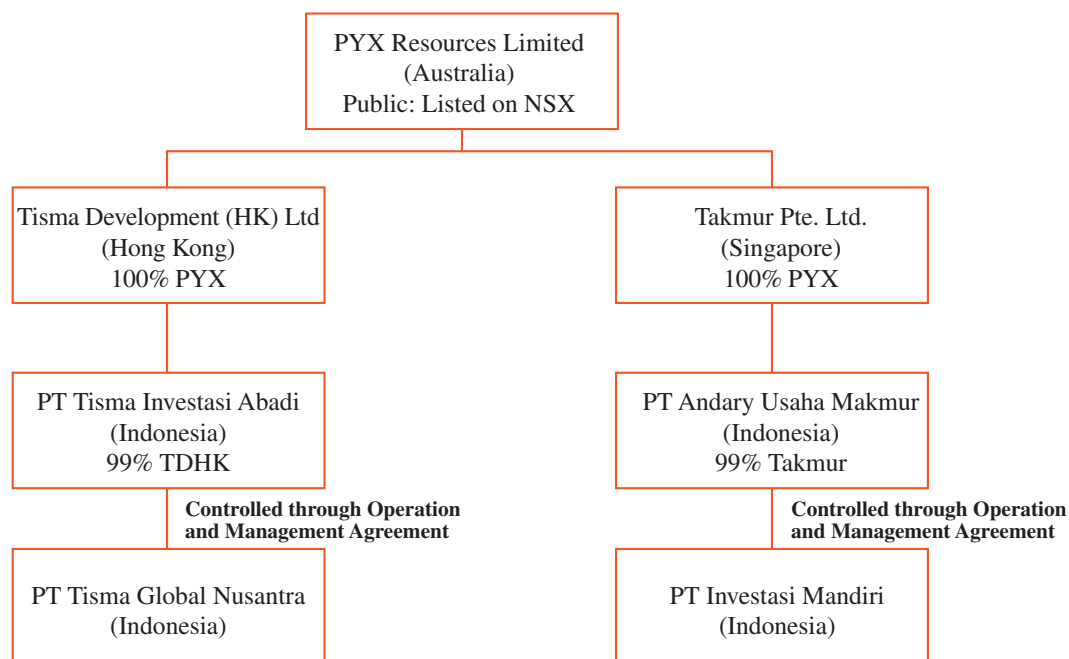 PYX Resources Limited
(Australia)
Public: Listed on NSX
Tisma Development (HK) Ltd
(Hong Kong)
100% PYX
Takmur Pte. Ltd.
(Singapore)
100% PYX
PT Tisma Investasi Abadi
(Indonesia)
99% TDHK
PT Andary Usaha Makmur
(Indonesia)
99% Takmur
Controlled through Operation
and Management Agreement
Controlled through Operation
and Management Agreement
PT Tisma Global Nusantra
(Indonesia)
PT Investasi Mandiri
(Indonesia)